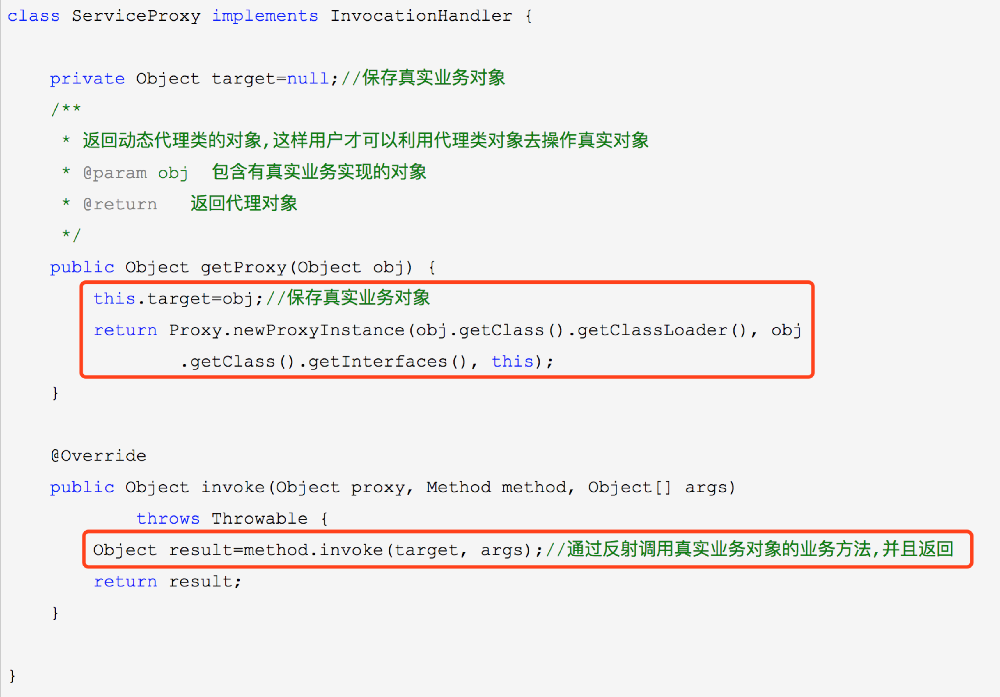 class ServiceProxy implements InvocationHandler {
private Object target=null;//保存真实业务对象
/**
* 返回动态代理类的对象,这样用户才可以利用代理类对象去操作真实对象
* @param obj 包含有真实业务实现的对象
* @return 返回代理对象
*/
public Object getProxy(Object obj) {
this.target=obj;//保存真实业务对象
return Proxy.newProxyInstance(obj.getClass().getClassLoader(), obj
.getClass().getInterfaces(), this);
}
@Override
public Object invoke(Object proxy, Method method, Object[] args)
throws Throwable {
Object result=method.invoke(target, args);//通过反射调用真实业务对象的业务方法,并且返回
return result;
}
}